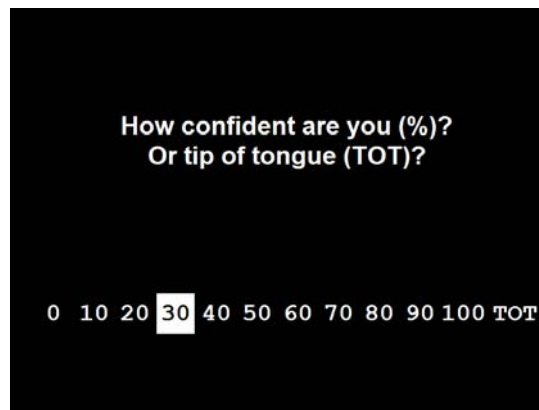 How confident are you (%)?
Or tip of tongue (TOT)?
0 10 20 30 40 50 60 70 80 90 100 TOT